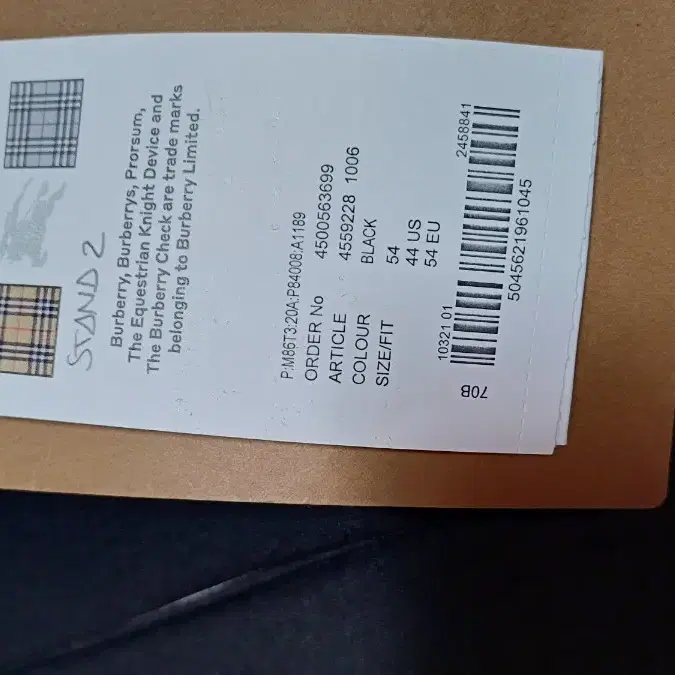 STAND 2
Burberry, Burberrys, Prorsum,
The Equestrian Knight Device and
The Burberry Check are trade marks
belonging to Burberry Limited.
P:M86T3:20A:P84008:A1189
ORDER No 4500563699
ARTICLE 4559228 1006
COLOUR BLACK
SIZE/FIT 54
44 US
54 EU
10321 01 2458841
70B
5045621961045